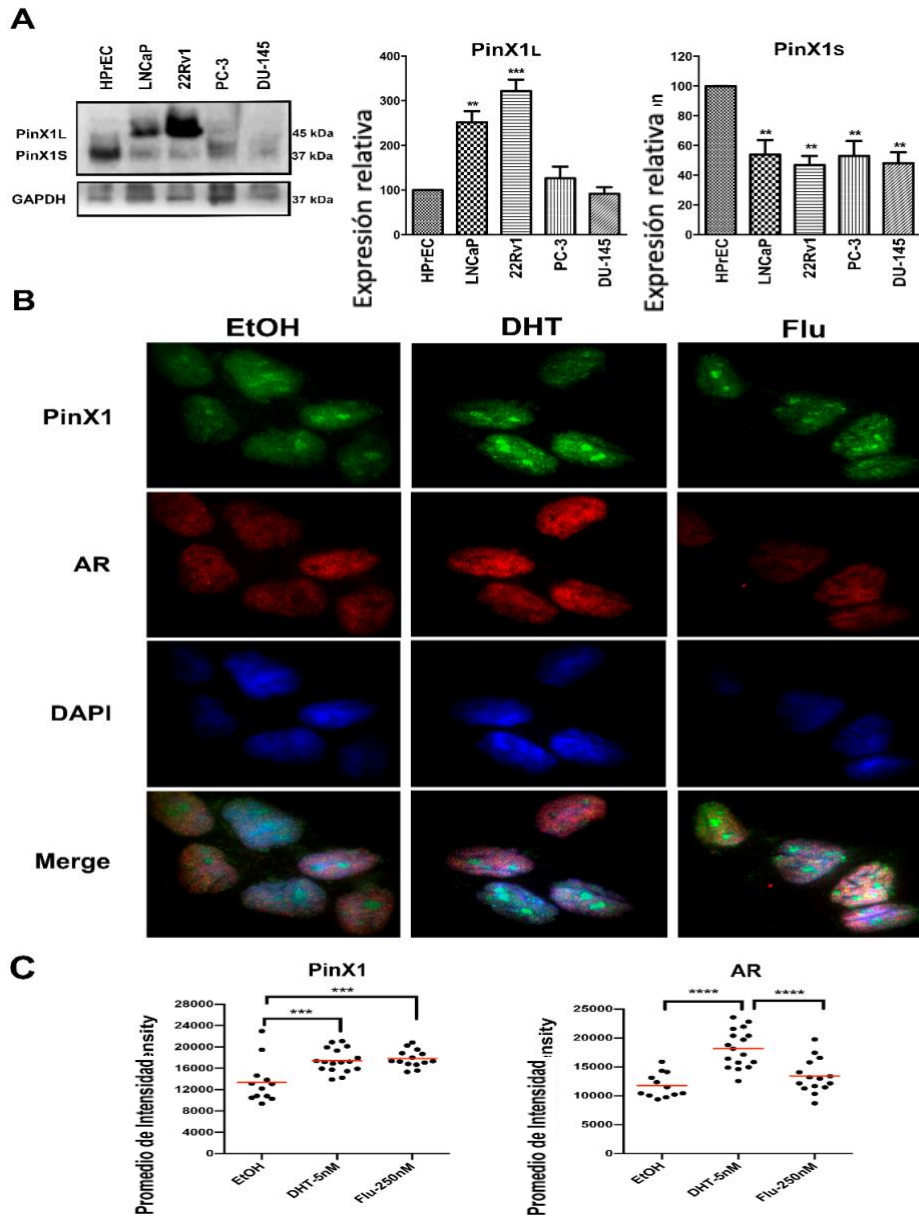 A
HPrEC
LNCaP
22Rv1
PC-3
DU-145
PinX1L
45 kDa
PinX1S
37 kDa
GAPDH
37 kDa
PinX1L
Expresión relativa
400
300
200
100
0
**
***
HPrEC
LNCaP
22Rv1
PC-3
DU-145
PinX1s
Expresión relativa n
120
100
80
60
40
20
0
**
**
**
**
HPrEC
LNCaP
22Rv1
PC-3
DU-145
B
EtOH DHT Flu
PinX1
AR
DAPI
Merge
C
PinX1
Promedio de Intensidad nsity
28000
24000
20000
16000
12000
8000
4000
0
***
***
EtOH
DHT-5nM
Flu-250nM
AR
Promedio de Intensidad nsity
25000
20000
15000
10000
5000
0
****
****
EtOH
DHT-5nM
Flu-250nM